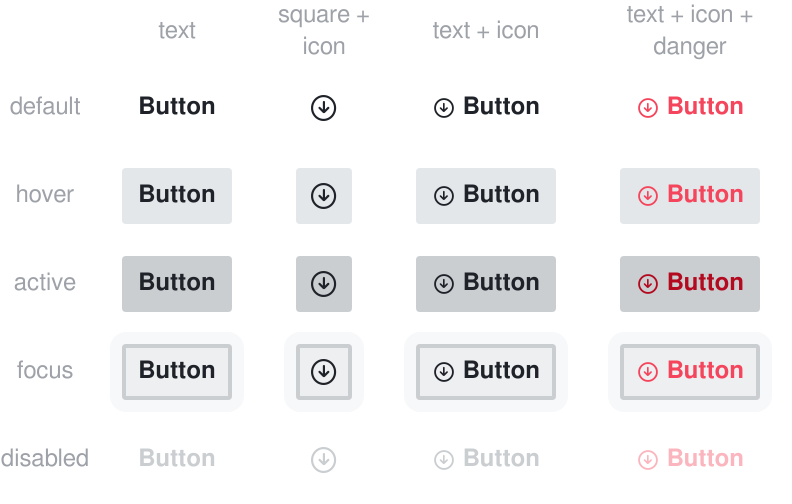 text
square +
icon
text + icon
text + icon +
danger
default
Button
Button
Button
hover
Button
Button
Button
active
Button
Button
Button
focus
Button
Button
Button
disabled
Button
Button
Button